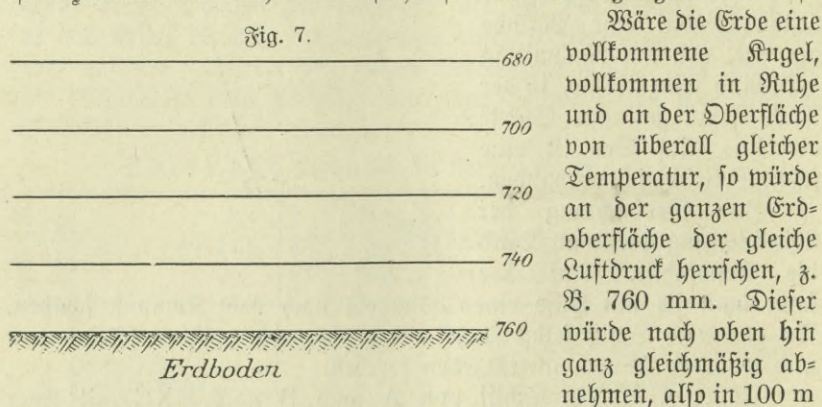 Fig. 7.
680
700
720
740
760
Erdboden
Wäre die Erde eine
vollkommene Kugel,
vollkommen in Ruhe
und an der Oberfläche
von überall gleicher
Temperatur, so würde
an der ganzen Erd=
oberfläche der gleiche
Luftdruck herrschen, z.
B. 760 mm. Dieser
würde nach oben hin
ganz gleichmäßig ab=
nehmen, also in 100 m